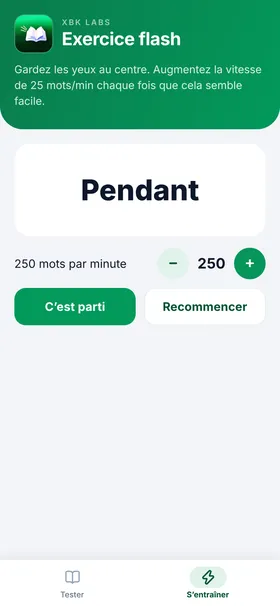 XBK LABS
Exercice flash
Gardez les yeux au centre. Augmentez la vitesse
de 25 mots/min chaque fois que cela semble
facile.
Pendant
250 mots par minute
− 250 +
C'est parti
Recommencer
Tester
S'entraîner